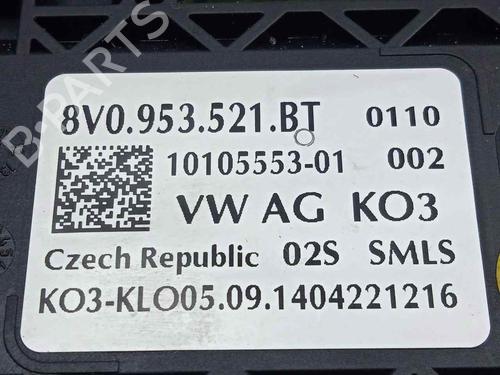 B-PARTS
8V0.953.521.BT 0110
10105553-01 002
VW AG KO3
Czech Republic 02S SMLS
KO3-KLO05.09.1404221216